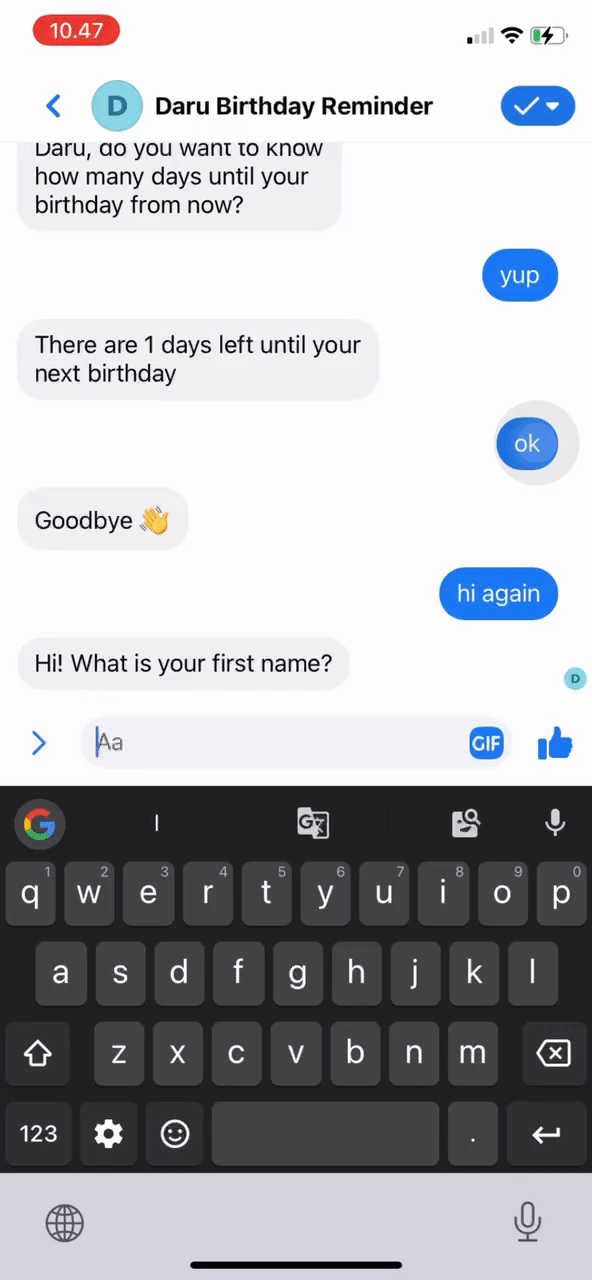 10.47
D Daru Birthday Reminder
Daru, do you want to know
how many days until your
birthday from now?
yup
There are 1 days left until your
next birthday
ok
Goodbye 👋
hi again
Hi! What is your first name?
D
Aa GIF
G I G
1 2 3 4 5 6 7 8 9 0
q w e r t y u i o p
a s d f g h j k l
z x c v b n m
123 .